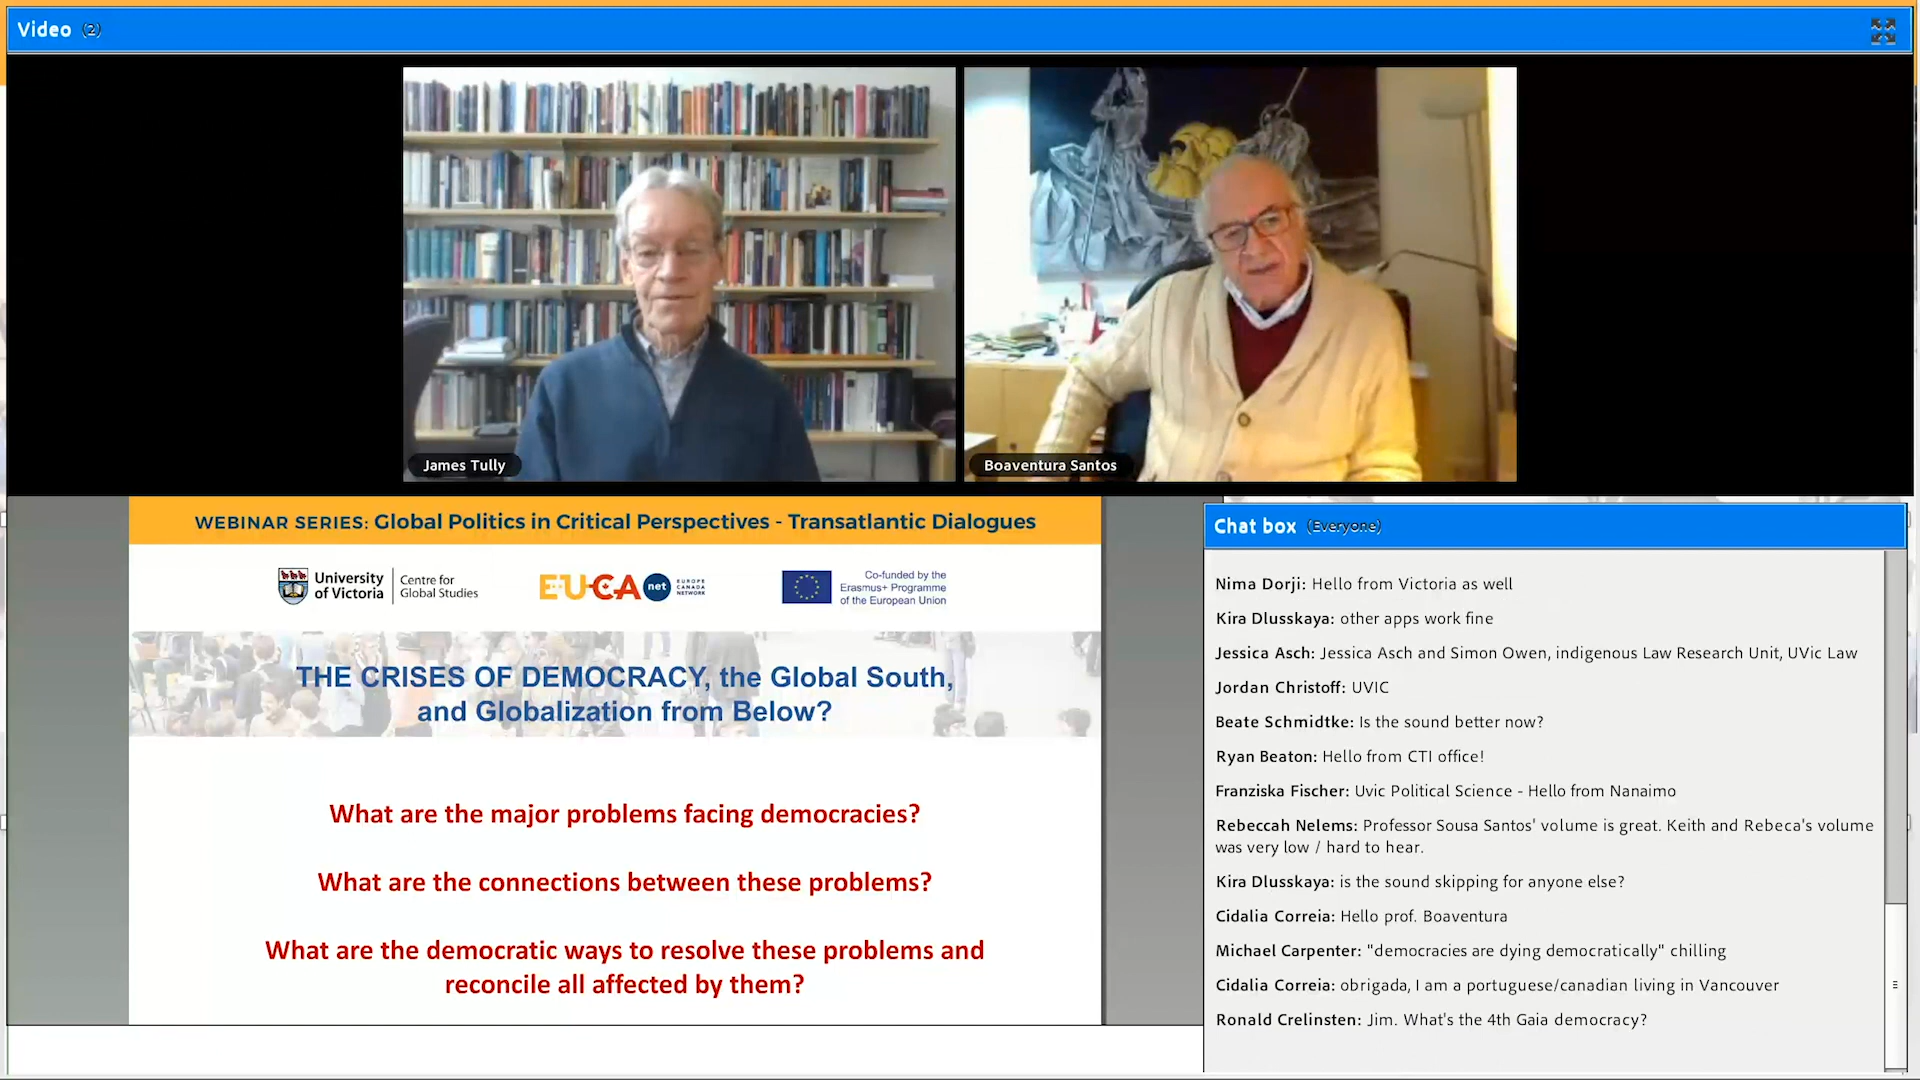 Video (2)
James Tully
Boaventura Santos
WEBINAR SERIES: Global Politics in Critical Perspectives - Transatlantic Dialogues
University
of Victoria
Centre for
Global Studies
EU-CA net
EUROPE
CANADA
NETWORK
Co-funded by the
Erasmus+ Programme
of the European Union
THE CRISES OF DEMOCRACY, the Global South,
and Globalization from Below?
What are the major problems facing democracies?
What are the connections between these problems?
What are the democratic ways to resolve these problems and
reconcile all affected by them?
Chat box (Everyone)
Nima Dorji: Hello from Victoria as well
Kira Dlusskaya: other apps work fine
Jessica Asch: Jessica Asch and Simon Owen, indigenous Law Research Unit, UVic Law
Jordan Christoff: UVIC
Beate Schmidtke: Is the sound better now?
Ryan Beaton: Hello from CTI office!
Franziska Fischer: Uvic Political Science - Hello from Nanaimo
Rebeccah Nelems: Professor Sousa Santos' volume is great. Keith and Rebeca's volume
was very low / hard to hear.
Kira Dlusskaya: is the sound skipping for anyone else?
Cidalia Correia: Hello prof. Boaventura
Michael Carpenter: "democracies are dying democratically" chilling
Cidalia Correia: obrigada, I am a portuguese/canadian living in Vancouver
Ronald Crelinsten: Jim. What's the 4th Gaia democracy?